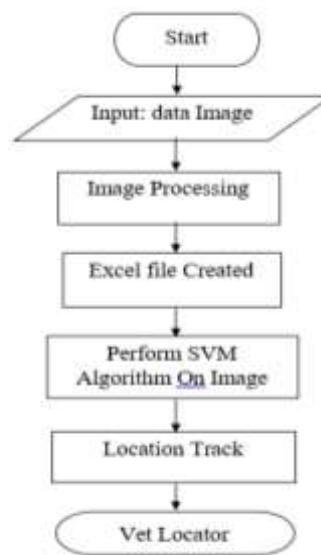 Start
Input: data Image
Image Processing
Excel file Created
Perform SVM
Algorithm On Image
Location Track
Vet Locator